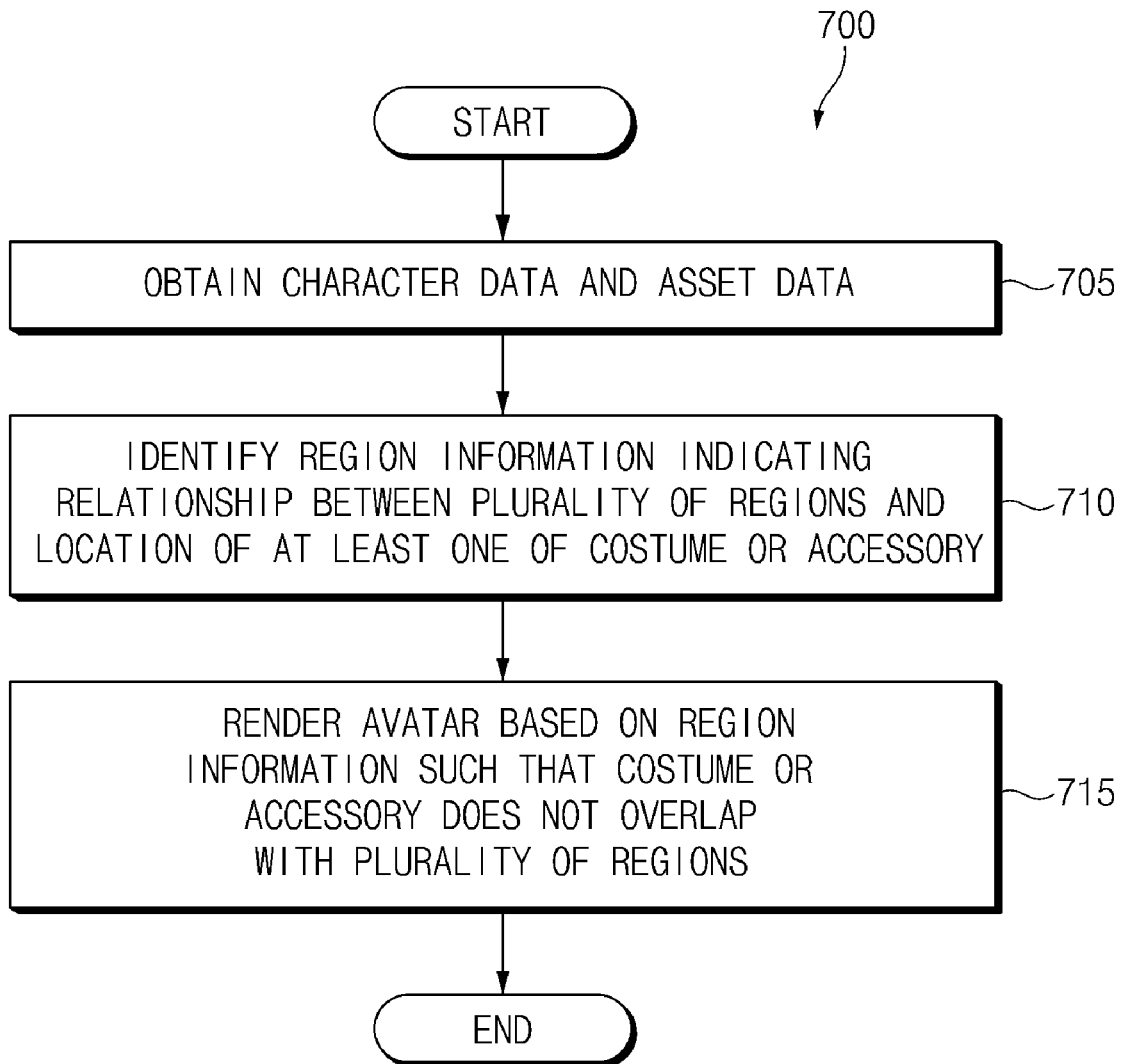 700
START
OBTAIN CHARACTER DATA AND ASSET DATA
705
IDENTIFY REGION INFORMATION INDICATING
RELATIONSHIP BETWEEN PLURALITY OF REGIONS AND
LOCATION OF AT LEAST ONE OF COSTUME OR ACCESSORY
710
RENDER AVATAR BASED ON REGION
INFORMATION SUCH THAT COSTUME OR
ACCESSORY DOES NOT OVERLAP
WITH PLURALITY OF REGIONS
715
END